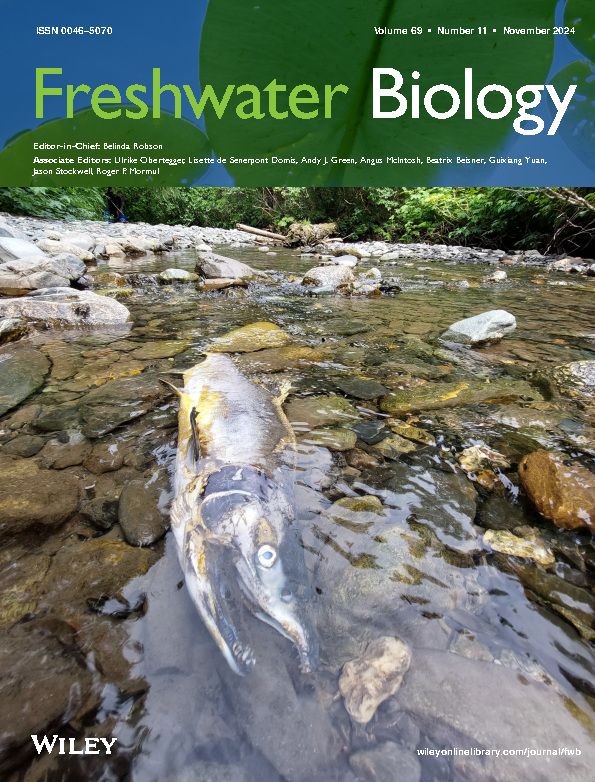 ISSN 0046–5070
Volume 69 • Number 11 • November 2024
Freshwater Biology
Editor-in-Chief: Belinda Robson
Associate Editors: Ulrike Obertegger, Lisette de Senerpont Domis, Andy J. Green, Angus McIntosh, Beatrix Beisner, Guixiang Yuan,
Jason Stockwell, Roger P. Mormul
WILEY
wileyonlinelibrary.com/journal/fwb